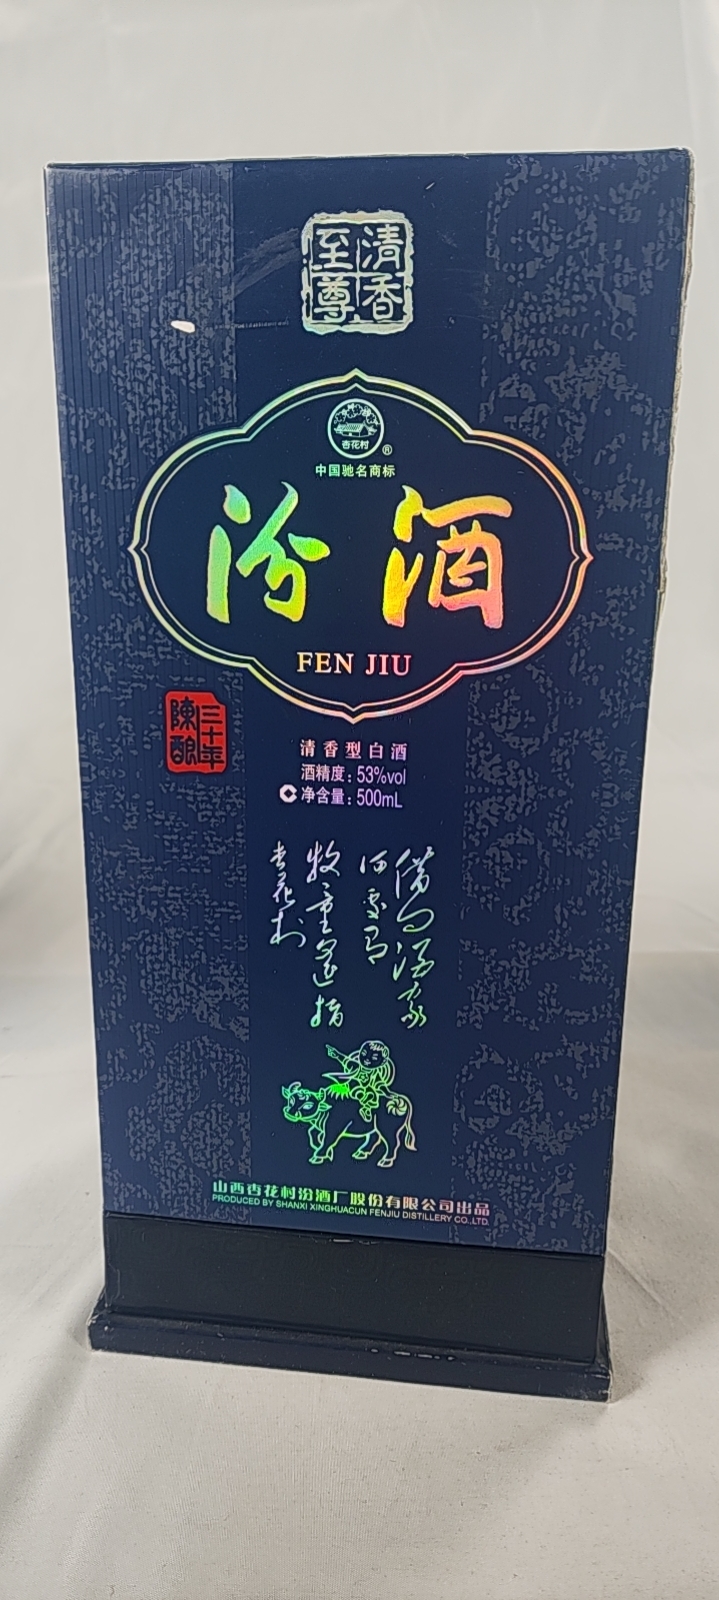 清香
至尊
杏花村
®
中国驰名商标
汾酒
FEN JIU
三十年
陳酿
清香型白酒
酒精度:53%vol
净含量:500mL
借问酒家
何处有
牧童遥指
杏花村
山西杏花村汾酒厂股份有限公司出品
PRODUCED BY SHANXI XINGHUACUN FENJIU DISTILLERY CO.,LTD.